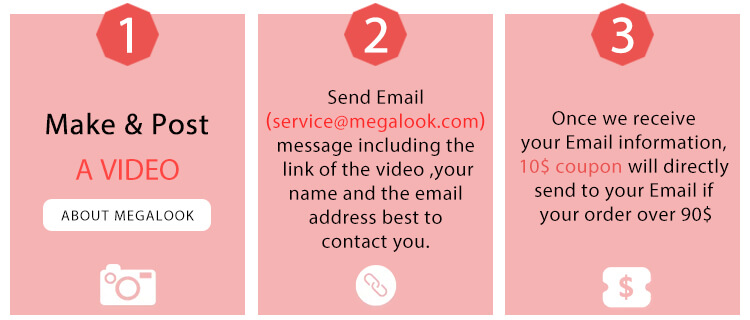 1
Make & Post
A VIDEO
ABOUT MEGALOOK
2
Send Email
(service@megalook.com)
message including the
link of the video ,your
name and the email
address best to
contact you.
3
Once we receive
your Email information,
10$ coupon will directly
send to your Email if
your order over 90$
$